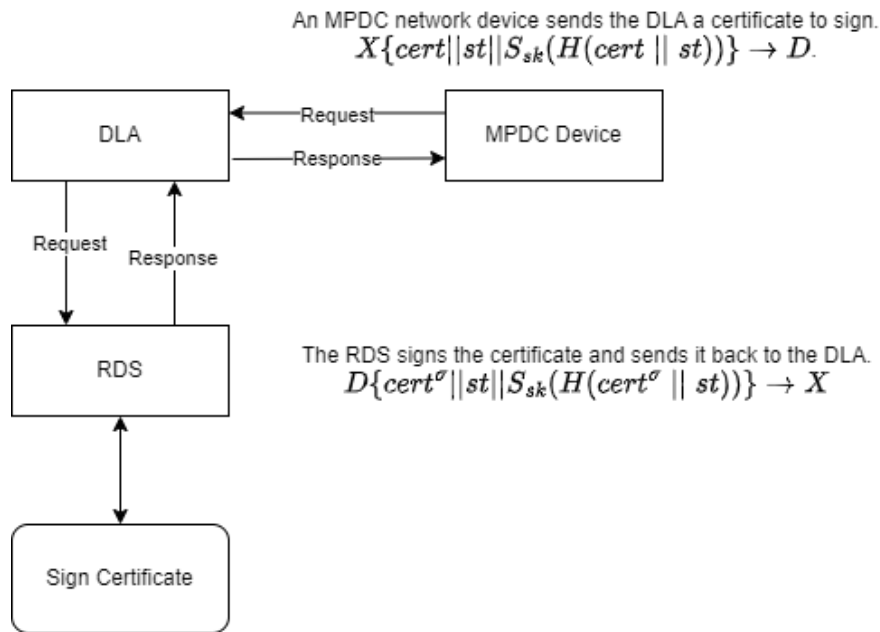 An MPDC network device sends the DLA a certificate to sign.
X{cert||st||S_sk(H(cert || st))} → D.
DLA
Request
MPDC Device
Response
Request
Response
RDS
The RDS signs the certificate and sends it back to the DLA.
D{cert^σ||st||S_sk(H(cert^σ || st))} → X
Sign Certificate